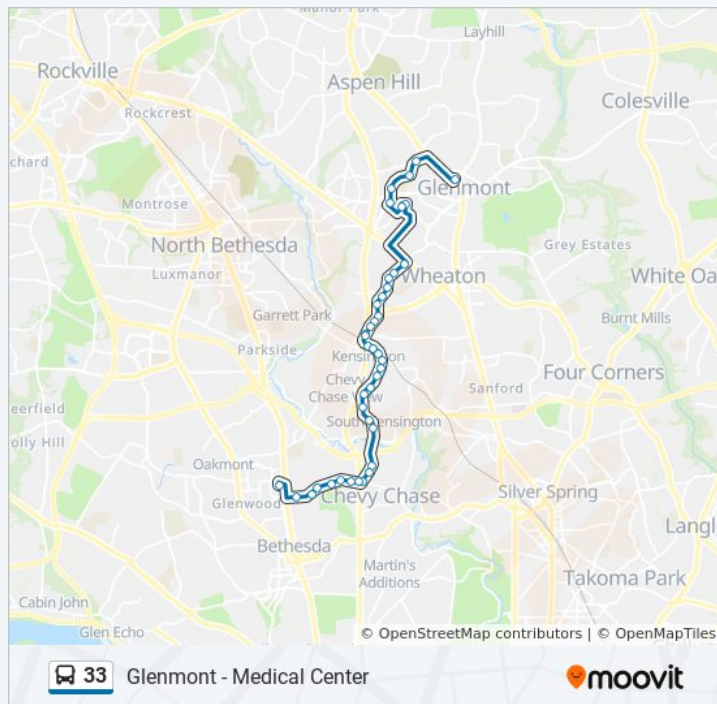 Manor Park
Layhill
Rockville
Aspen Hill
Rockcrest
Colesville
chard
Glenmont
Montrose
North Bethesda
Grey Estates
Luxmanor
Wheaton
White Oa
Garrett Park
Burnt Mills
Parkside
Kensington
Four Corners
Chevy
Chase View
Sanford
eerfield
South Kensington
olly Hill
Oakmont
Glenwood
Chevy Chase
Silver Spring
Langl
Bethesda
Martin's
Additions
Takoma Park
Cabin John
Glen Echo
© OpenStreetMap contributors | © OpenMapTiles
33 Glenmont - Medical Center
moovit